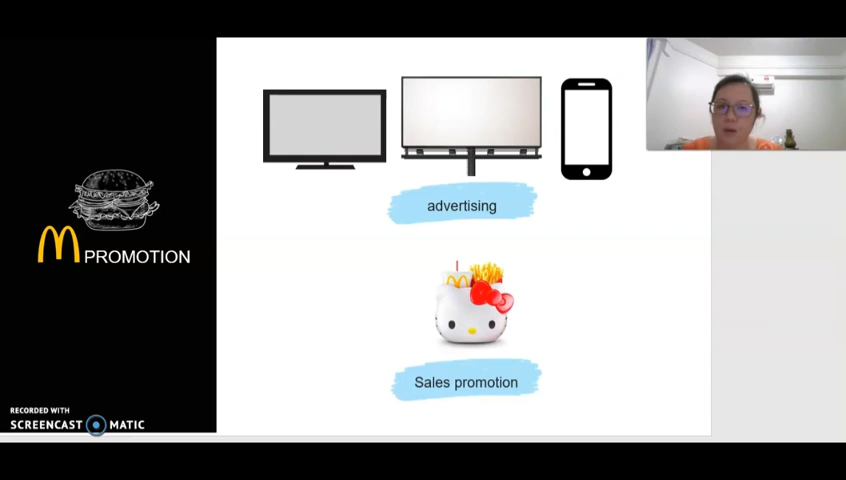 PROMOTION
advertising
Sales promotion
RECORDED WITH
SCREENCAST MATIC